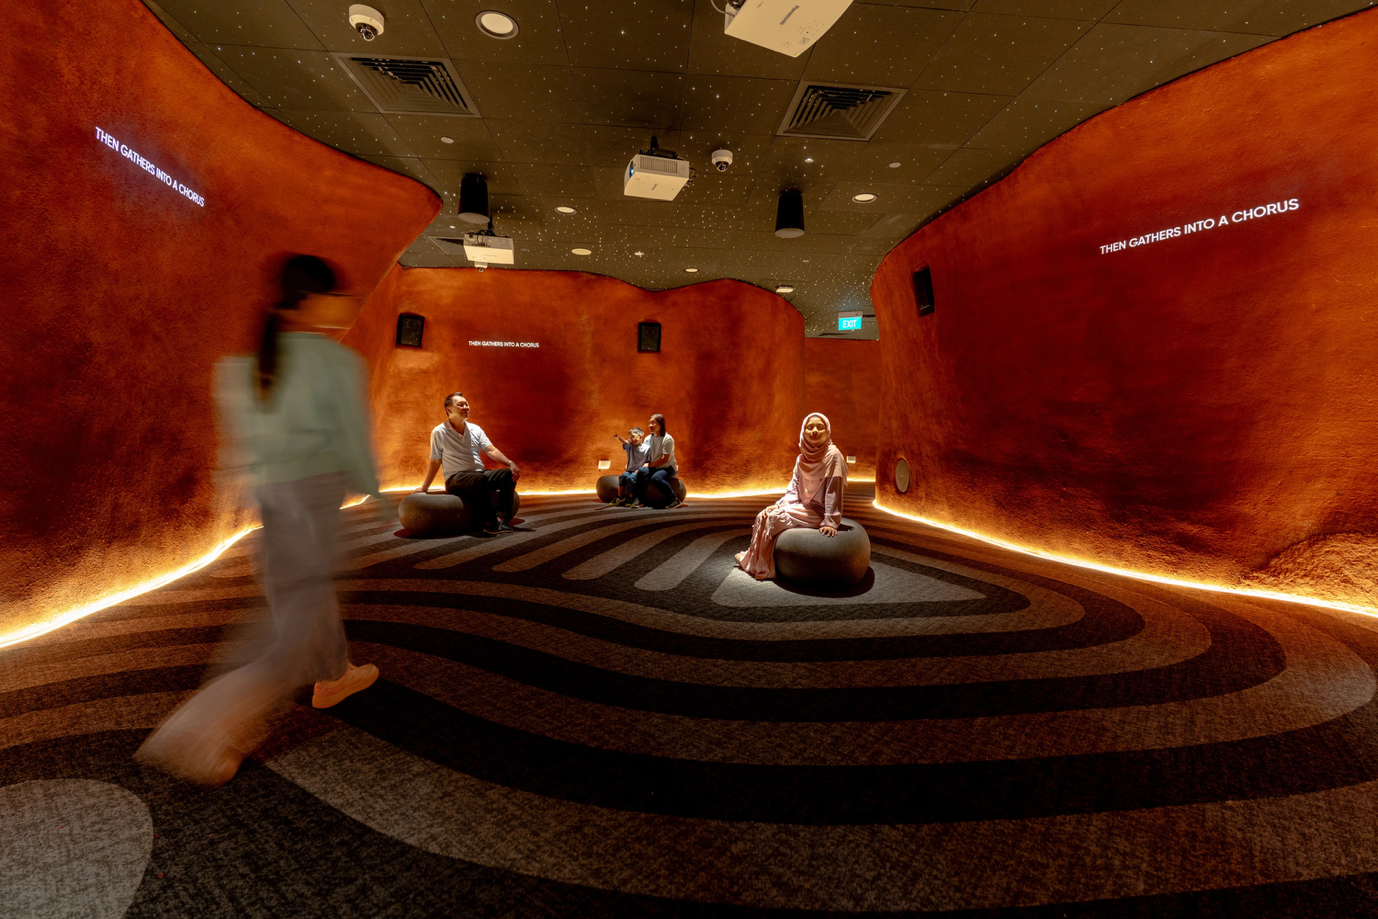 THEN GATHERS INTO A CHORUS
THEN GATHERS INTO A CHORUS
THEN GATHERS INTO A CHORUS
EXIT